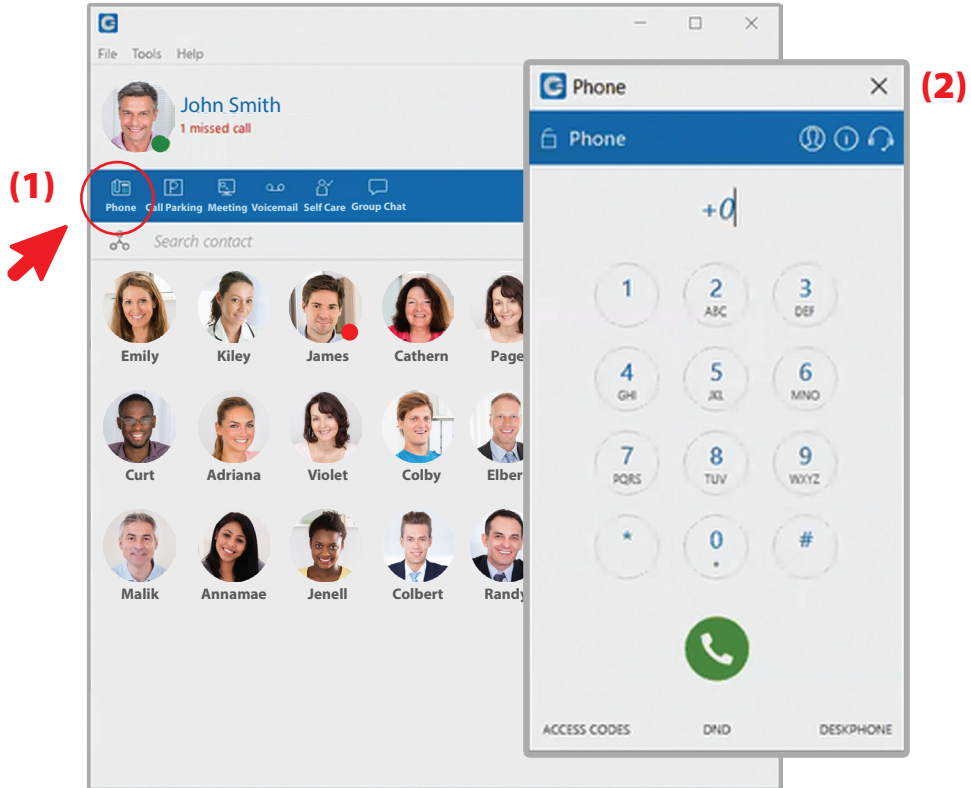 File Tools Help
John Smith
1 missed call
(1)
Phone Call Parking Meeting Voicemail Self Care Group Chat
Search contact
Emily Kiley James Cathern Page
Curt Adriana Violet Colby Elber
Malik Annamae Jenell Colbert Randy
(2)
Phone
Phone
+0
1 2 3
ABC DEF
4 5 6
GHI JKL MNO
7 8 9
PQRS TUV WXYZ
* 0 #
ACCESS CODES DND DESKPHONE